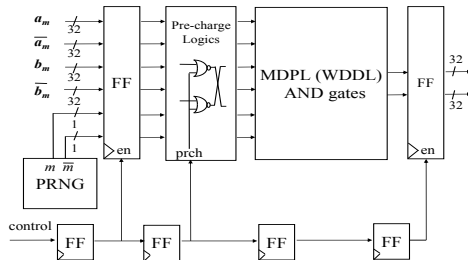 a_m 32
a̅_m 32
b_m 32
b̅_m 32
1
1
m m̅
PRNG
FF
en
Pre-charge
Logics
prch
MDPL (WDDL)
AND gates
FF
en
32
32
control
FF
FF
FF
FF